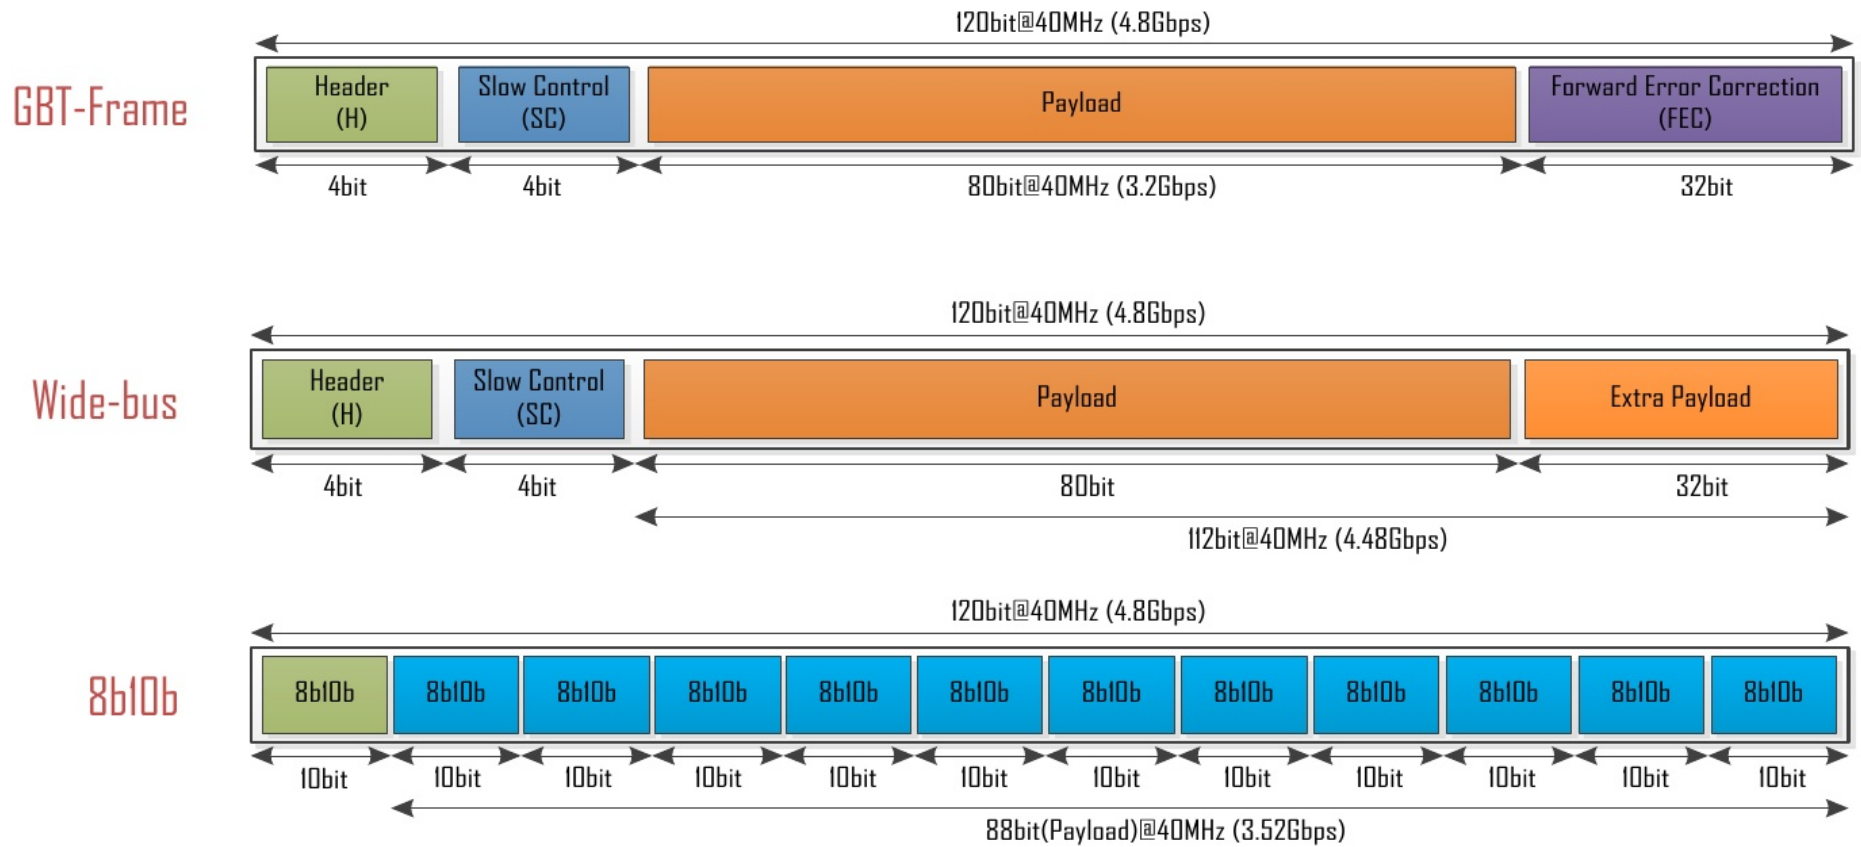 120bit@40MHz (4.8Gbps)
GBT-Frame
Header
(H)
Slow Control
(SC)
Payload
Forward Error Correction
(FEC)
4bit
4bit
80bit@40MHz (3.2Gbps)
32bit
120bit@40MHz (4.8Gbps)
Wide-bus
Header
(H)
Slow Control
(SC)
Payload
Extra Payload
4bit
4bit
80bit
32bit
112bit@40MHz (4.48Gbps)
120bit@40MHz (4.8Gbps)
8b10b
8b10b
8b10b
8b10b
8b10b
8b10b
8b10b
8b10b
8b10b
8b10b
8b10b
8b10b
8b10b
10bit
10bit
10bit
10bit
10bit
10bit
10bit
10bit
10bit
10bit
10bit
10bit
88bit(Payload)@40MHz (3.52Gbps)